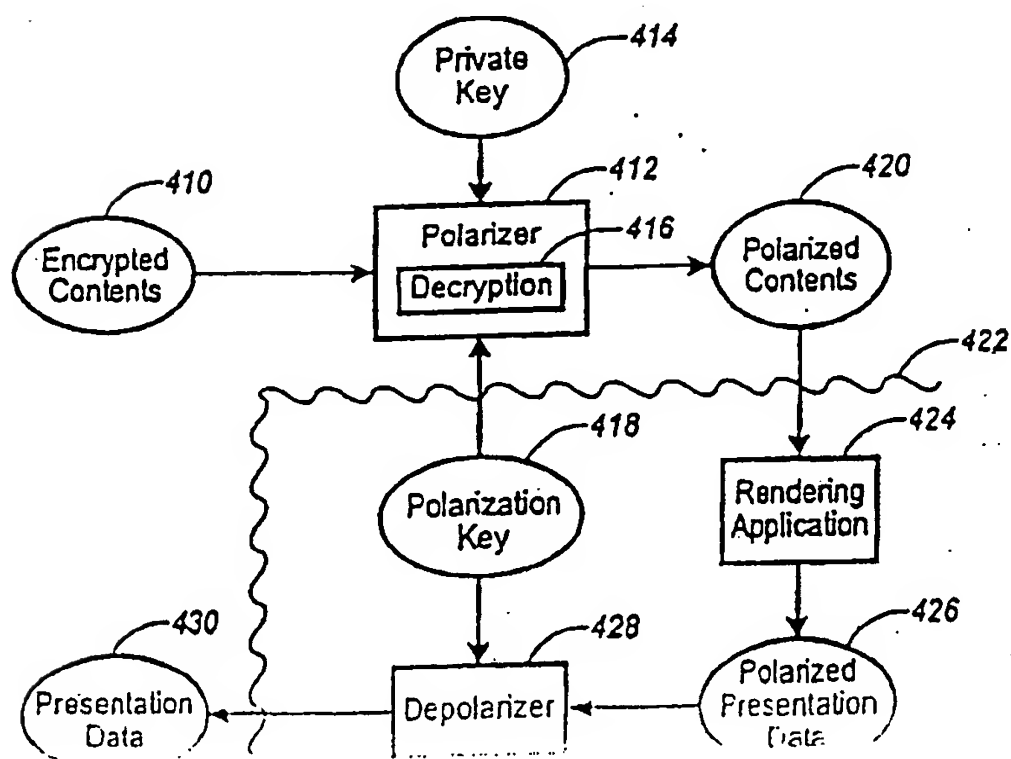 Private
Key
414
410
412
420
Encrypted
Contents
Polarizer
416
Decryption
Polarized
Contents
422
418
424
Polarization
Key
Rendering
Application
430
428
426
Presentation
Data
Depolarizer
Polarized
Presentation
Data